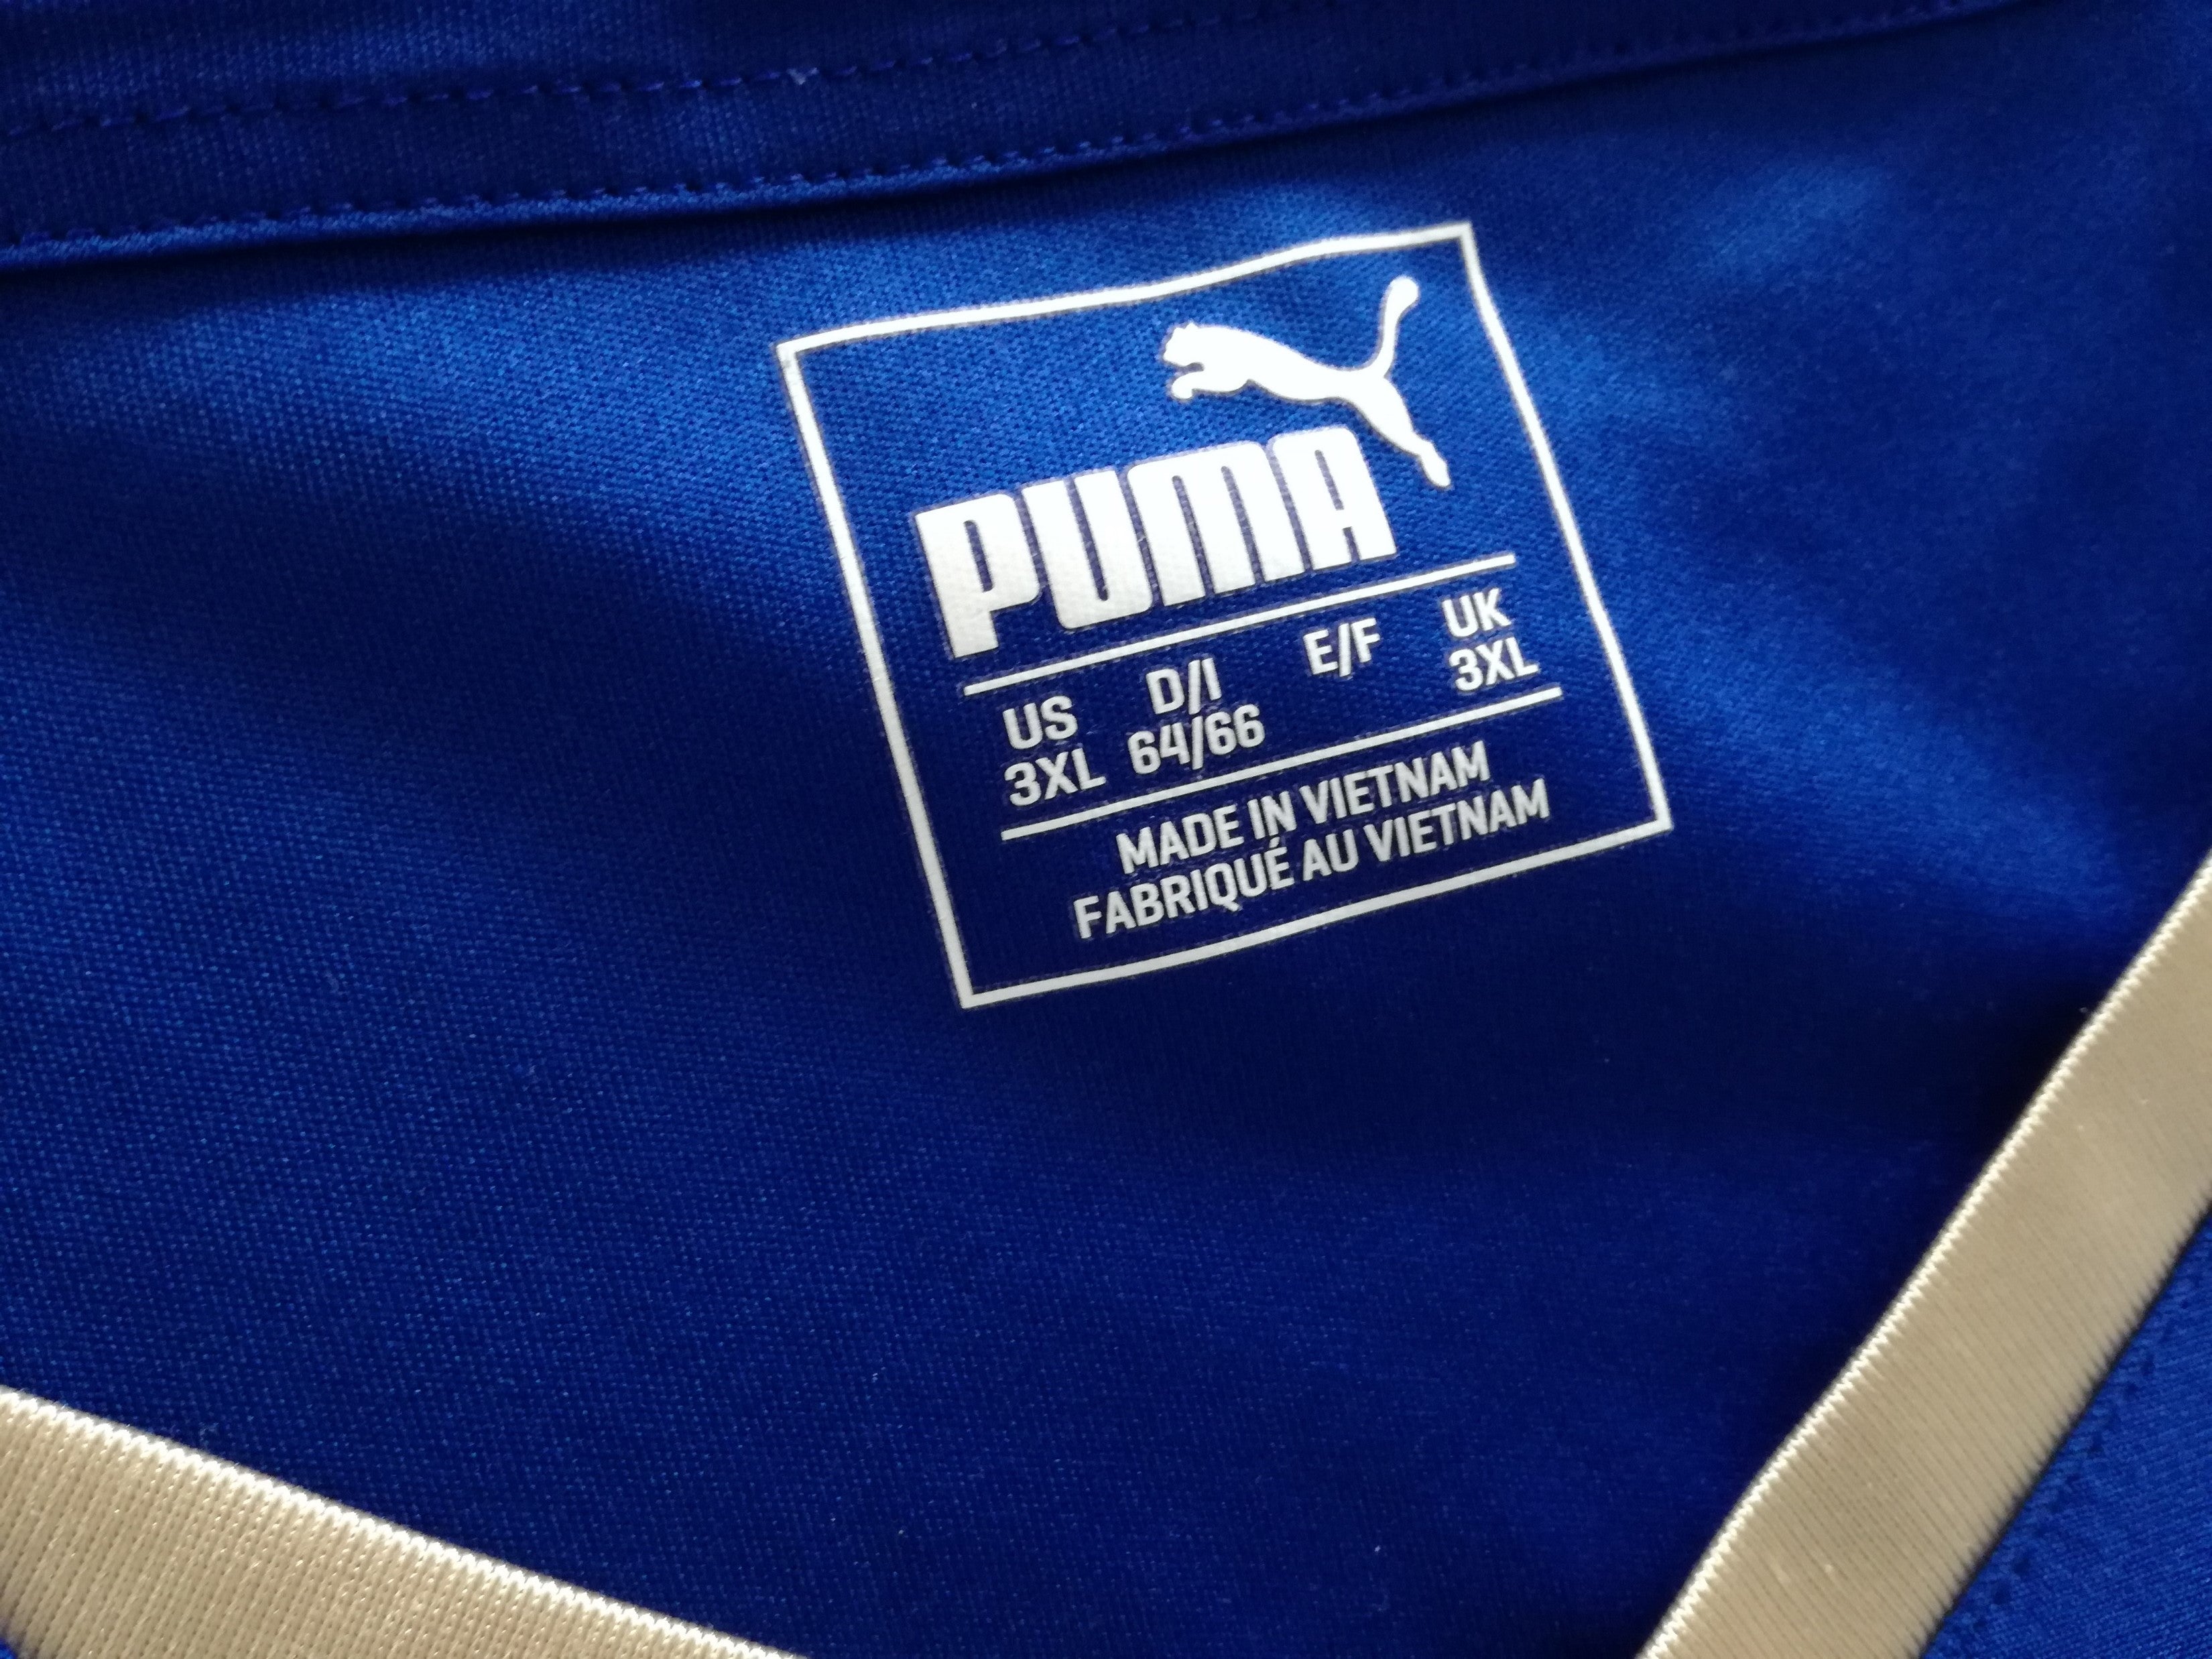 PUMA
US D/I E/F UK
3XL 64/66 3XL
MADE IN VIETNAM
FABRIQUÉ AU VIETNAM